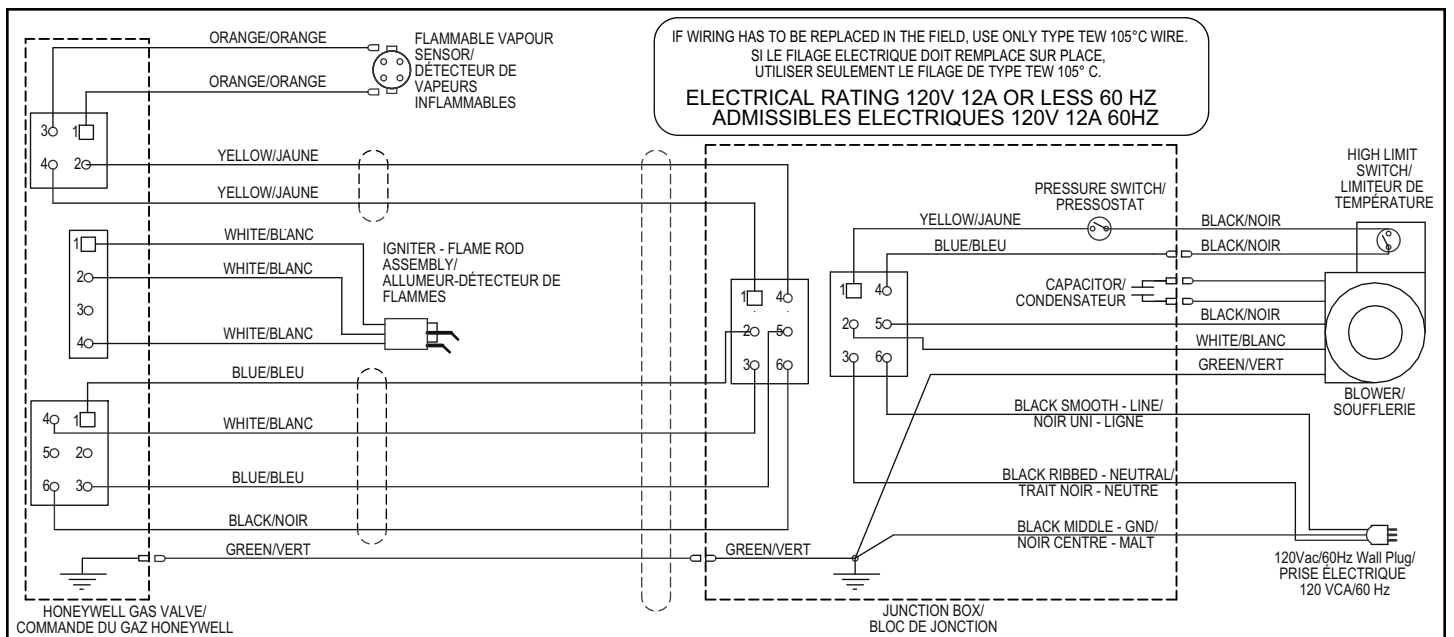 ORANGE/ORANGE
ORANGE/ORANGE
FLAMMABLE VAPOUR
SENSOR/
DÉTECTEUR DE
VAPEURS
INFLAMMABLES
IF WIRING HAS TO BE REPLACED IN THE FIELD, USE ONLY TYPE TEW 105°C WIRE.
SI LE FILAGE ELECTRIQUE DOIT REMPLACE SUR PLACE,
UTILISER SEULEMENT LE FILAGE DE TYPE TEW 105° C.
ELECTRICAL RATING 120V 12A OR LESS 60 HZ
ADMISSIBLES ELECTRIQUES 120V 12A 60HZ
3 1
4 2
YELLOW/JAUNE
YELLOW/JAUNE
1
2
3
4
WHITE/BLANC
WHITE/BLANC
WHITE/BLANC
IGNITER - FLAME ROD
ASSEMBLY/
ALLUMEUR-DÉTECTEUR DE
FLAMMES
4 1
5 2
6 3
BLUE/BLEU
WHITE/BLANC
BLUE/BLEU
BLACK/NOIR
GREEN/VERT
HONEYWELL GAS VALVE/
COMMANDE DU GAZ HONEYWELL
1 4
2 5
3 6
1 4
2 5
3 6
YELLOW/JAUNE
BLUE/BLEU
PRESSURE SWITCH/
PRESSOSTAT
CAPACITOR/
CONDENSATEUR
BLACK/NOIR
BLACK/NOIR
BLACK/NOIR
WHITE/BLANC
GREEN/VERT
HIGH LIMIT
SWITCH/
LIMITEUR DE
TEMPÉRATURE
BLOWER/
SOUFFLERIE
BLACK SMOOTH - LINE/
NOIR UNI - LIGNE
BLACK RIBBED - NEUTRAL/
TRAIT NOIR - NEUTRE
BLACK MIDDLE - GND/
NOIR CENTRE - MALT
GREEN/VERT
120Vac/60Hz Wall Plug/
PRISE ÉLECTRIQUE
120 VCA/60 Hz
JUNCTION BOX/
BLOC DE JONCTION